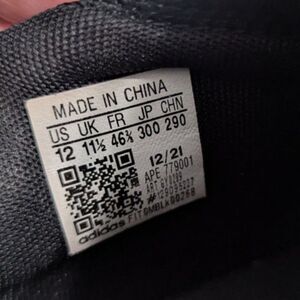 MADE IN CHINA
US UK FR JP CHN
12 11½ 46⅔ 300 290
12/21
APE 779001
adidas